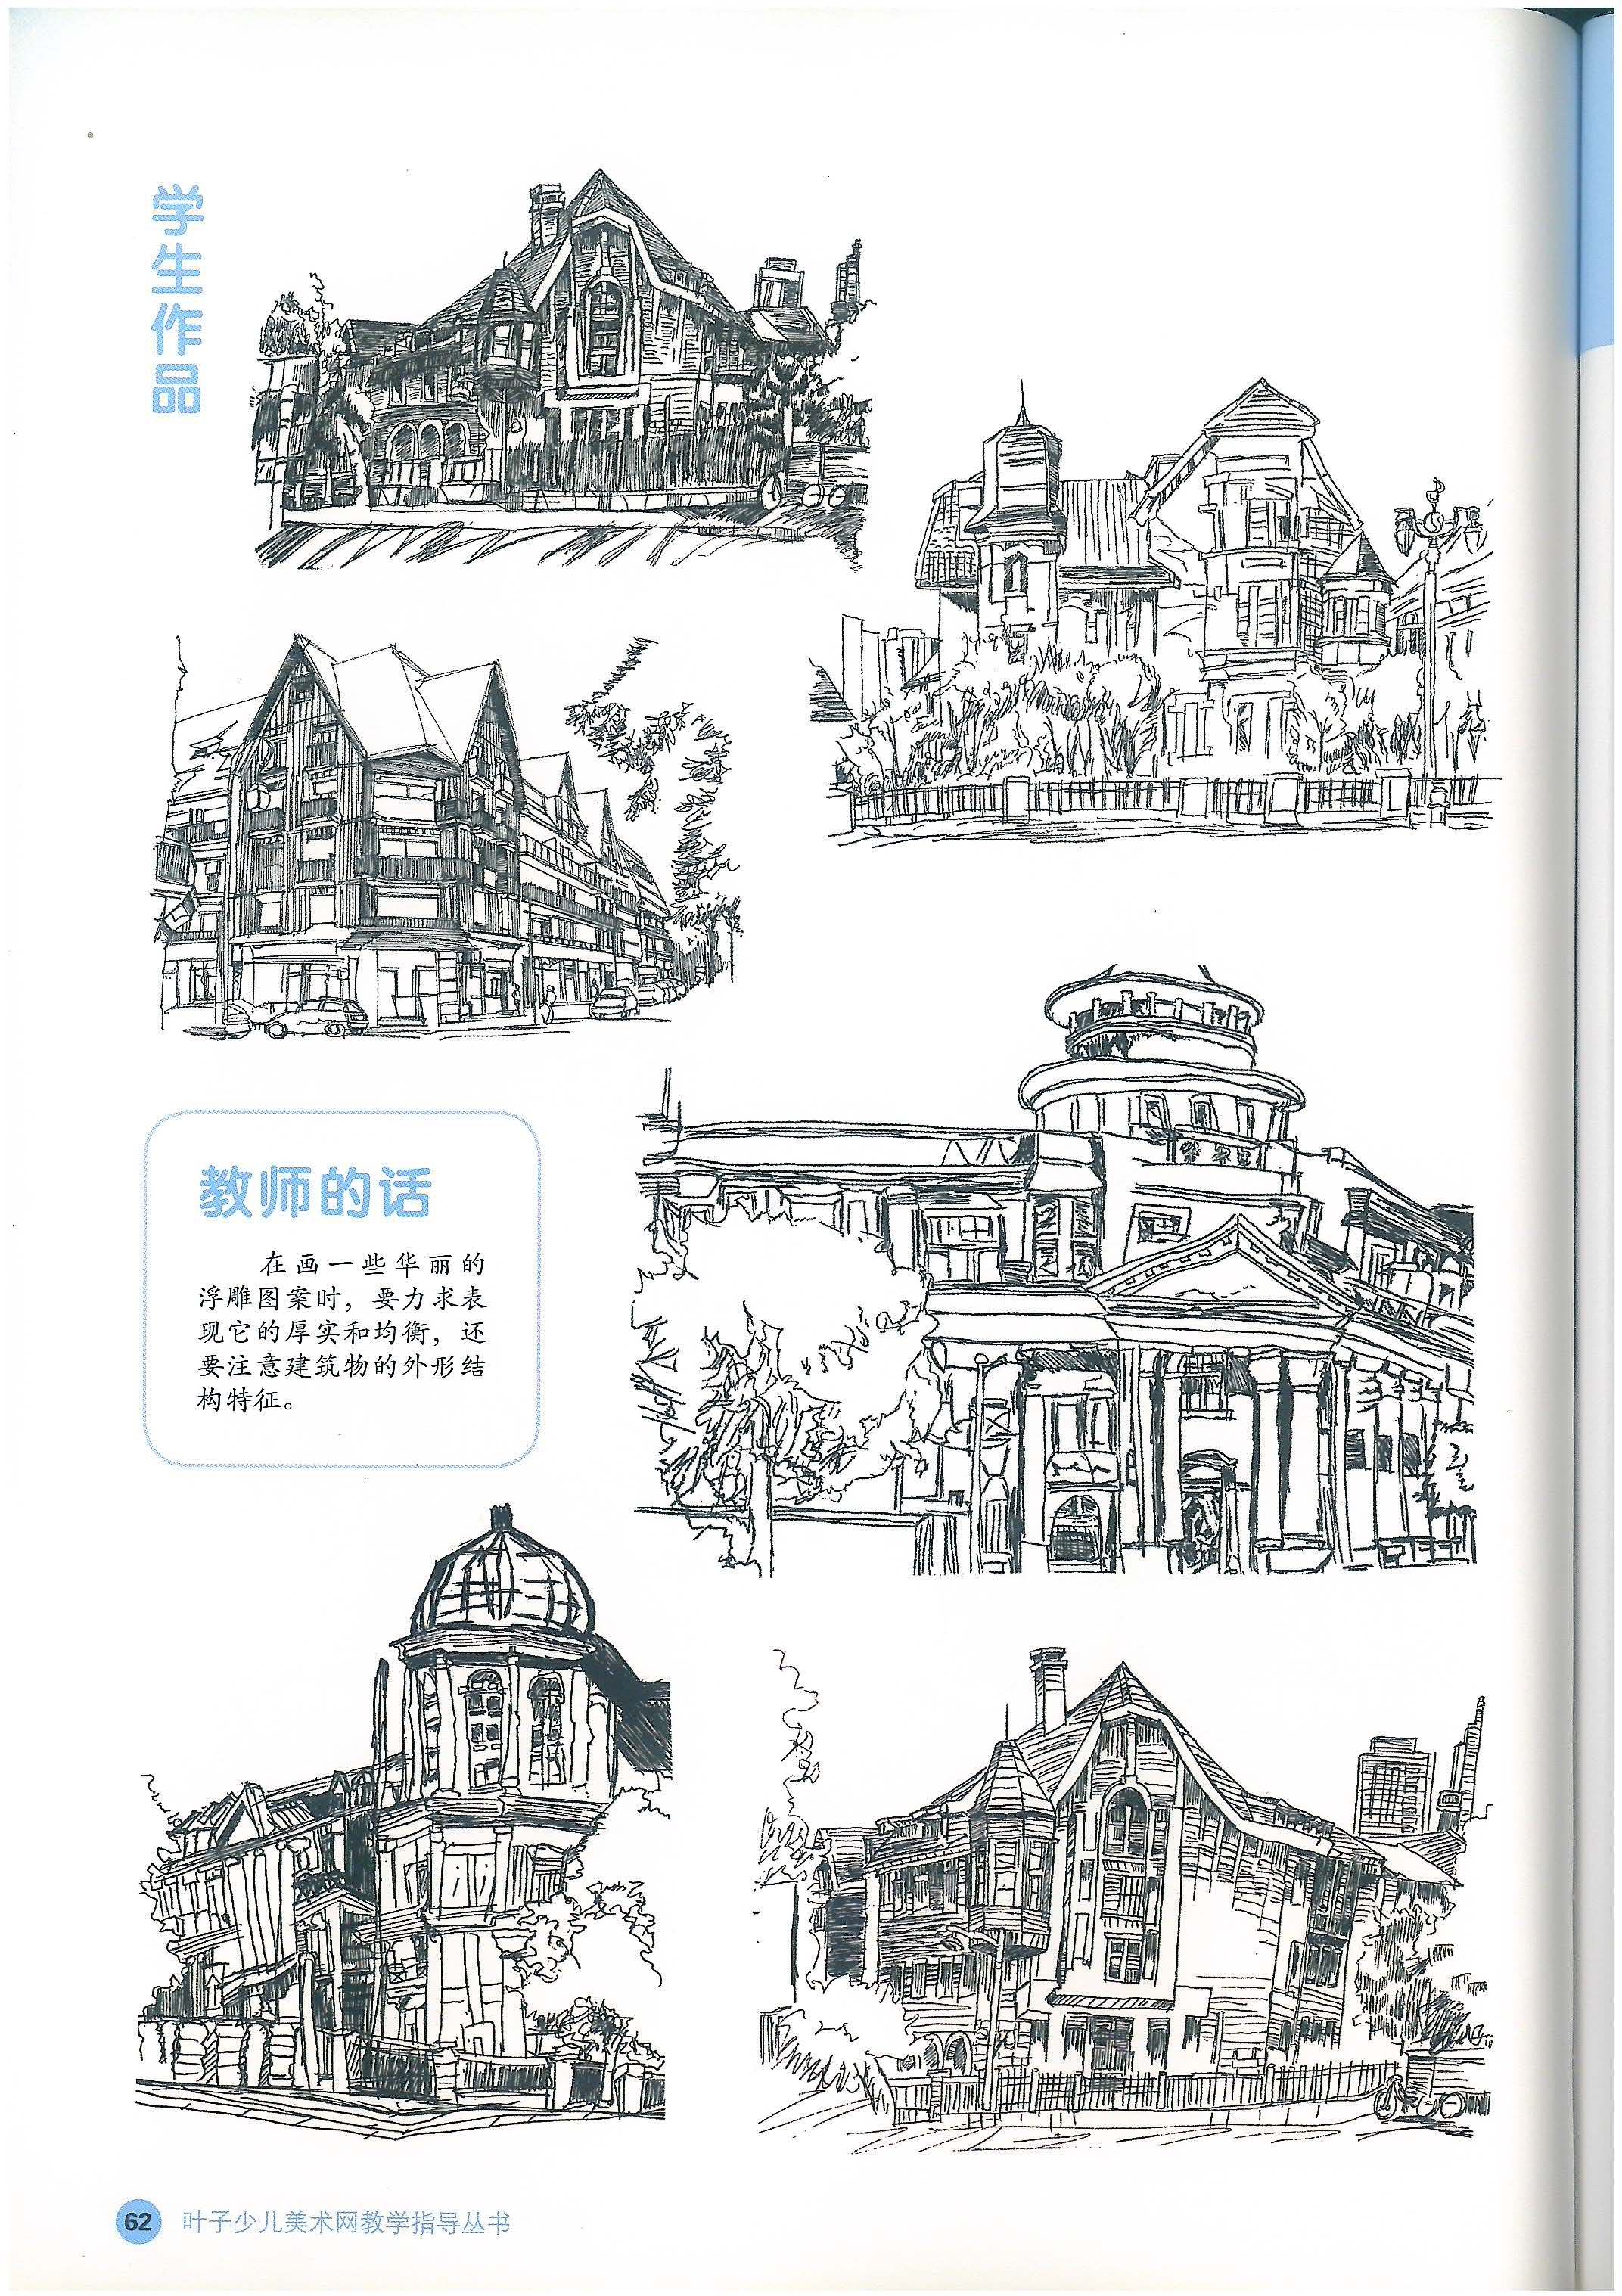 学生作品
教师的话
在画一些华丽的
浮雕图案时，要力求表
现它的厚实和均衡，还
要注意建筑物的外形结
构特征。
62 叶子少儿美术网教学指导丛书